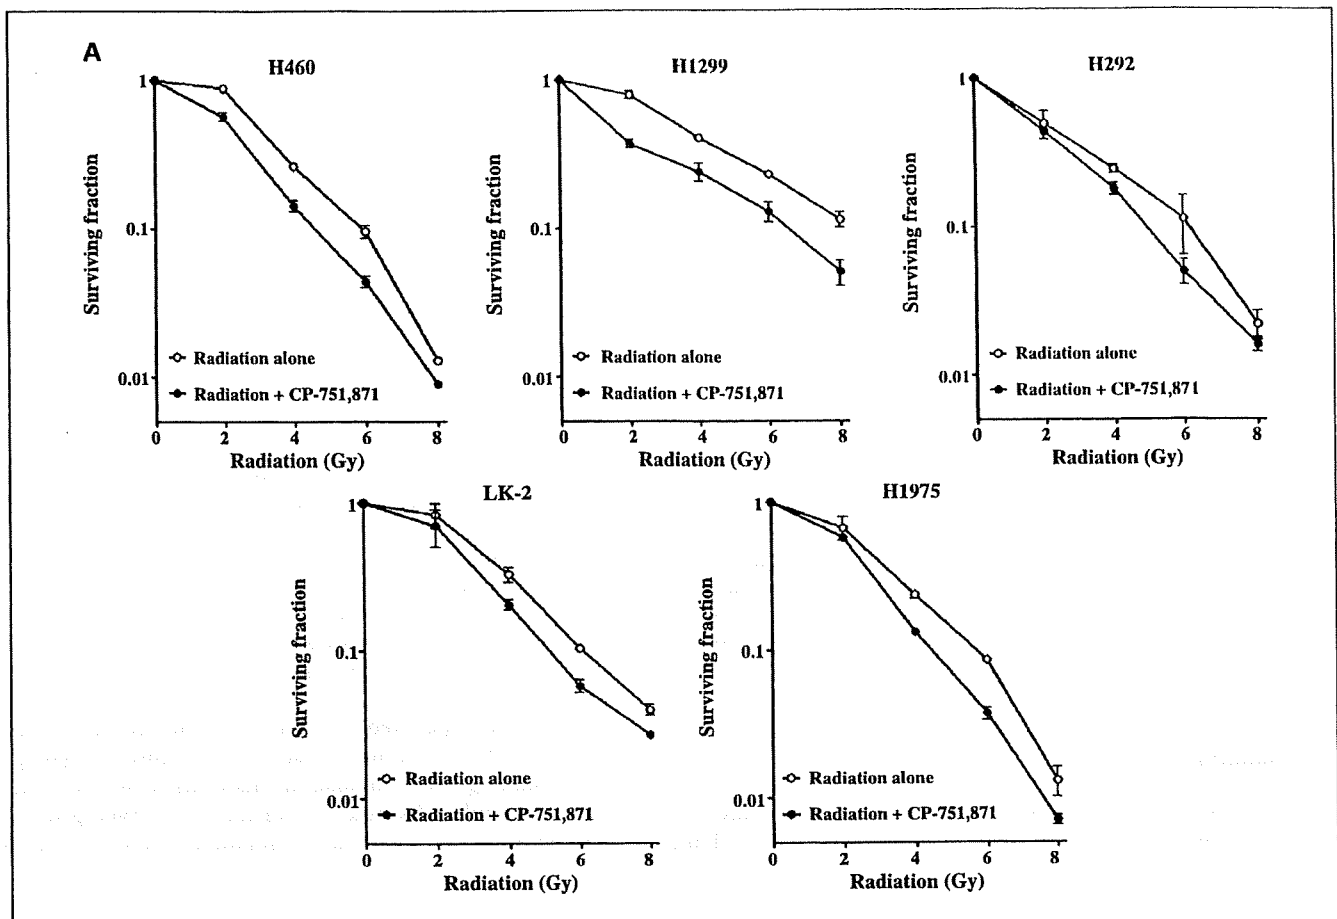 A
H460
Surviving fraction
1
0.1
0.01
Radiation alone
Radiation + CP-751,871
0 2 4 6 8
Radiation (Gy)
H1299
Surviving fraction
1
0.1
0.01
Radiation alone
Radiation + CP-751,871
0 2 4 6 8
Radiation (Gy)
H292
Surviving fraction
1
0.1
0.01
Radiation alone
Radiation + CP-751,871
0 2 4 6 8
Radiation (Gy)
LK-2
Surviving fraction
1
0.1
0.01
Radiation alone
Radiation + CP-751,871
0 2 4 6 8
Radiation (Gy)
H1975
Surviving fraction
1
0.1
0.01
Radiation alone
Radiation + CP-751,871
0 2 4 6 8
Radiation (Gy)